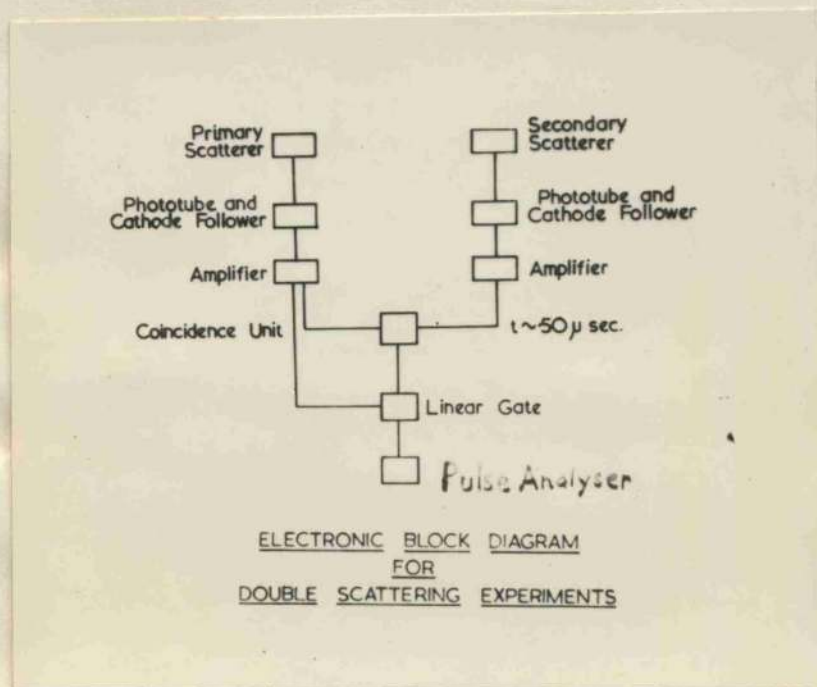 Primary
Scatterer
Secondary
Scatterer
Phototube and
Cathode Follower
Phototube and
Cathode Follower
Amplifier
Amplifier
Coincidence Unit
t~50μ sec.
Linear Gate
Pulse Analyser
ELECTRONIC BLOCK DIAGRAM
FOR
DOUBLE SCATTERING EXPERIMENTS